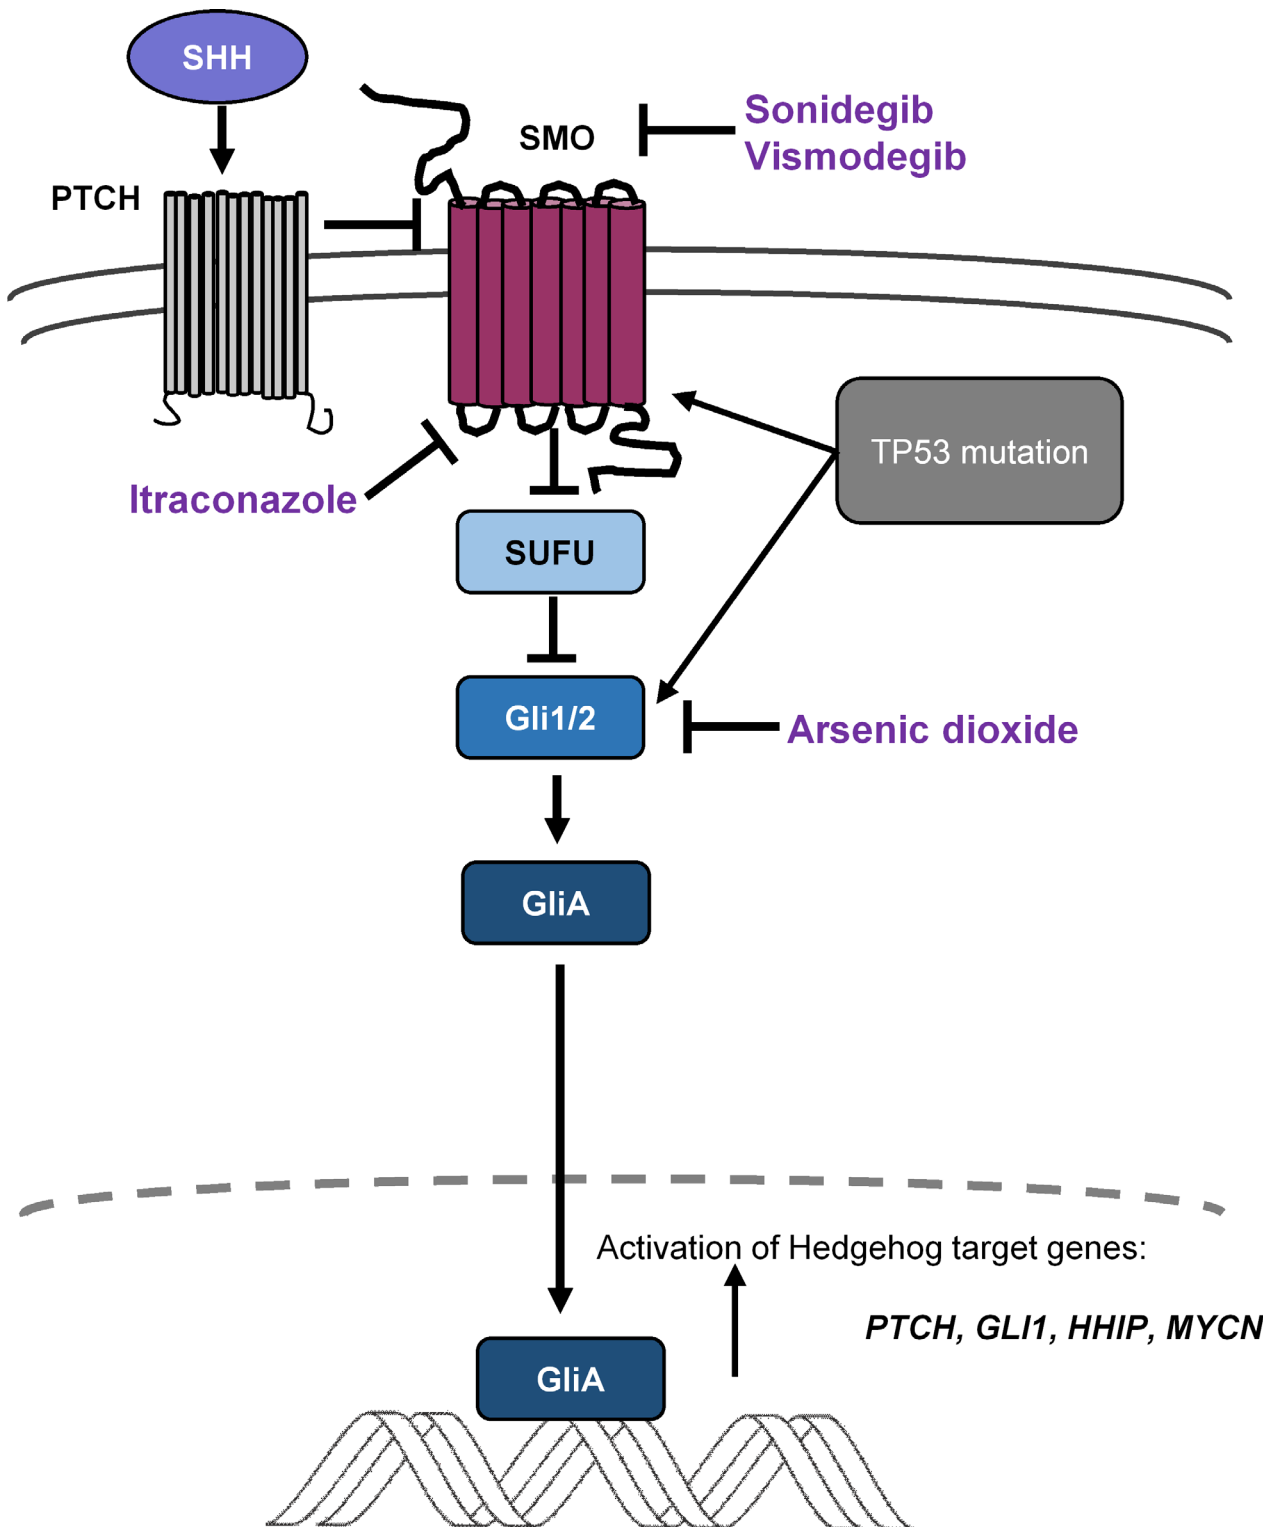 SHH
SMO
Sonidegib
Vismodegib
PTCH
TP53 mutation
Itraconazole
SUFU
Gli1/2
Arsenic dioxide
GliA
Activation of Hedgehog target genes:
PTCH, GLI1, HHIP, MYCN
GliA